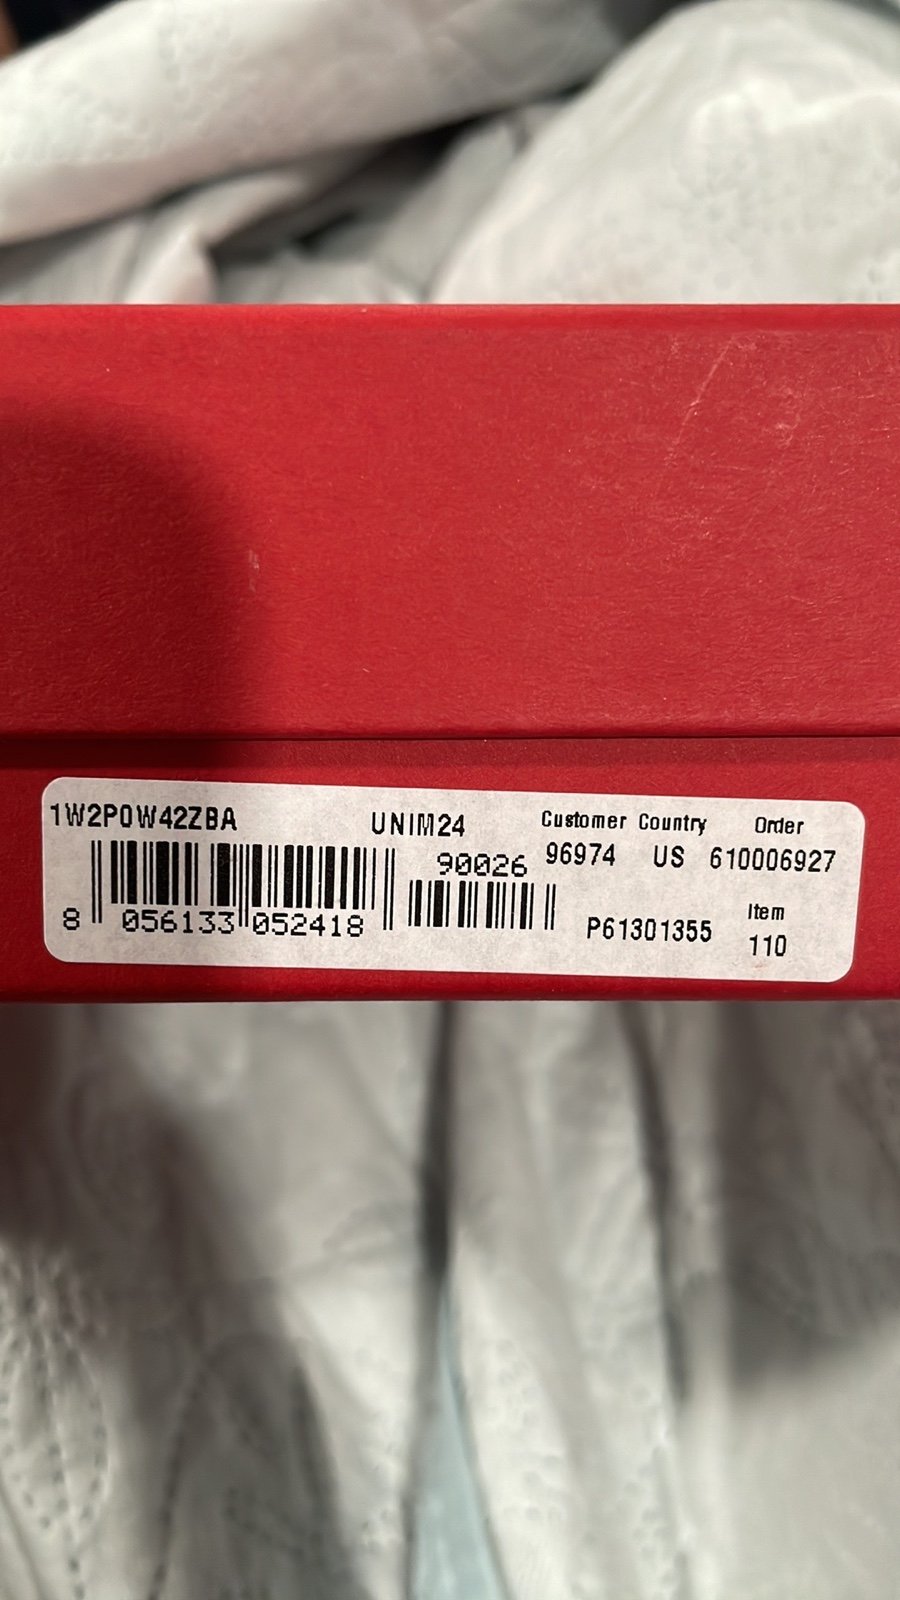 1W2P0W42ZBA UNIM24 Customer Country Order
90026 96974 US 610006927
8 056133 052418 P61301355 Item
110